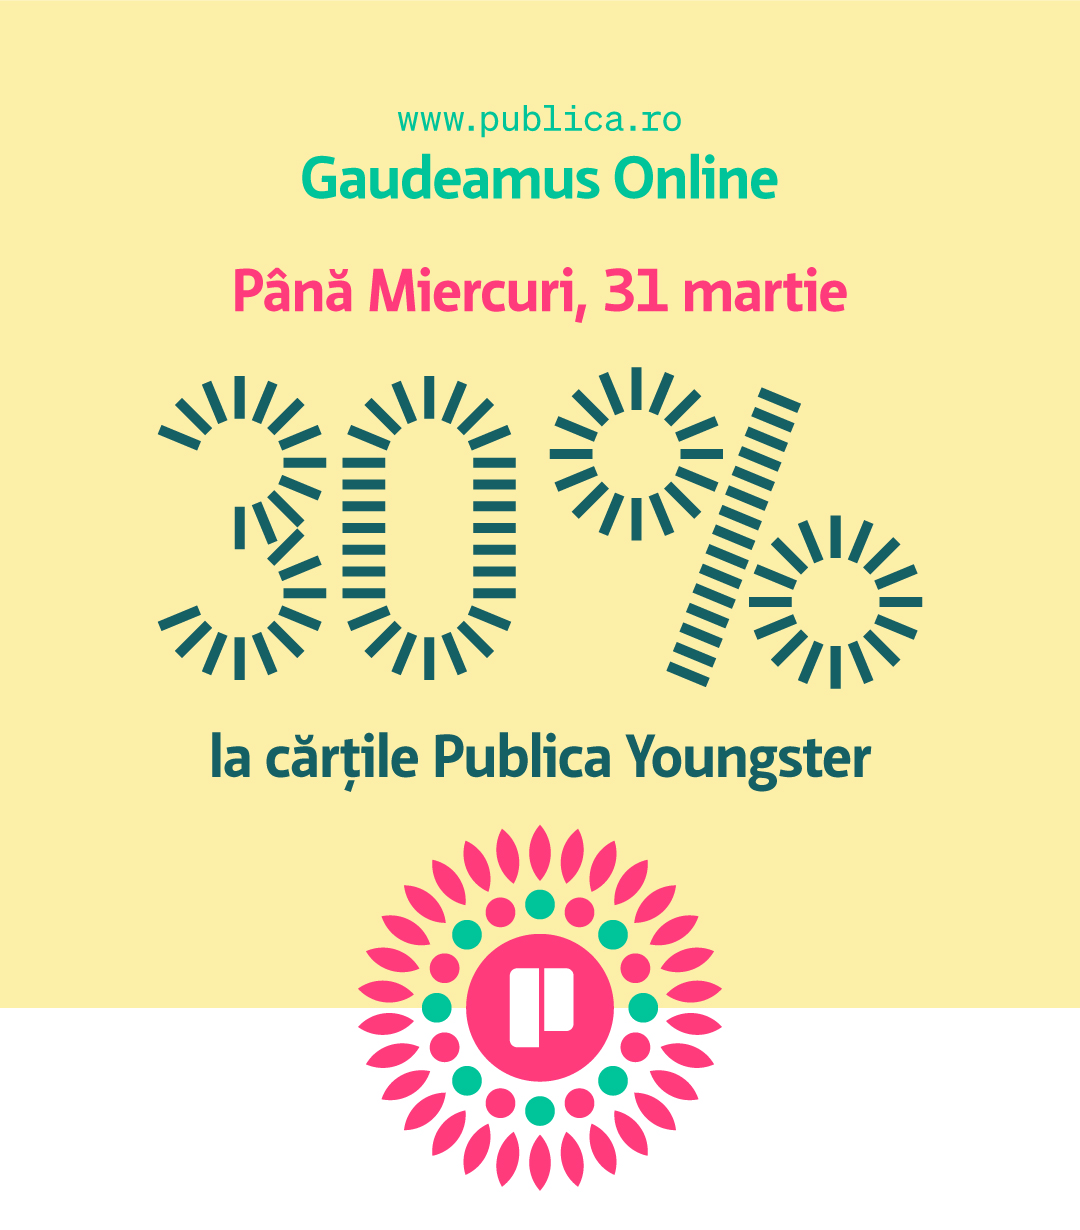 www.publica.ro
Gaudeamus Online
Până Miercuri, 31 martie
30%
la cărțile Publica Youngster